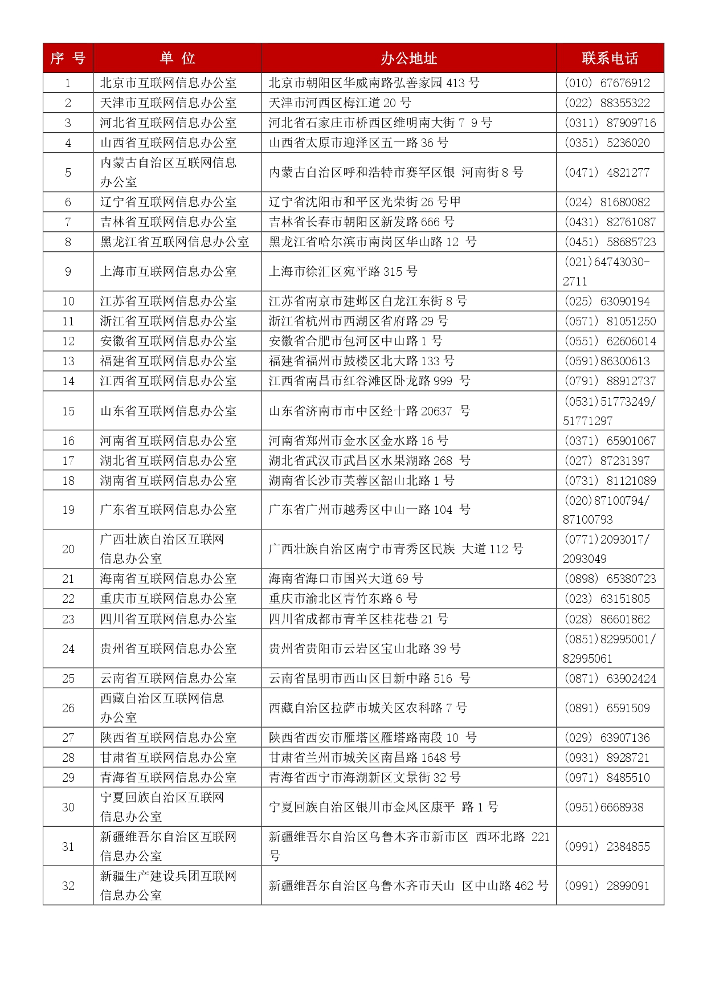 序 号 单 位 办公地址 联系电话
1 北京市互联网信息办公室 北京市朝阳区华威南路弘善家园 413 号 (010) 67676912
2 天津市互联网信息办公室 天津市河西区梅江道 20 号 (022) 88355322
3 河北省互联网信息办公室 河北省石家庄市桥西区维明南大街 7 9 号 (0311) 87909716
4 山西省互联网信息办公室 山西省太原市迎泽区五一路 36 号 (0351) 5236020
5 内蒙古自治区互联网信息
办公室 内蒙古自治区呼和浩特市赛罕区银 河南街 8 号 (0471) 4821277
6 辽宁省互联网信息办公室 辽宁省沈阳市和平区光荣街 26 号甲 (024) 81680082
7 吉林省互联网信息办公室 吉林省长春市朝阳区新发路 666 号 (0431) 82761087
8 黑龙江省互联网信息办公室 黑龙江省哈尔滨市南岗区华山路 12 号 (0451) 58685723
9 上海市互联网信息办公室 上海市徐汇区宛平路 315 号 (021)64743030-
2711
10 江苏省互联网信息办公室 江苏省南京市建邺区白龙江东街 8 号 (025) 63090194
11 浙江省互联网信息办公室 浙江省杭州市西湖区省府路 29 号 (0571) 81051250
12 安徽省互联网信息办公室 安徽省合肥市包河区中山路 1 号 (0551) 62606014
13 福建省互联网信息办公室 福建省福州市鼓楼区北大路 133 号 (0591)86300613
14 江西省互联网信息办公室 江西省南昌市红谷滩区卧龙路 999 号 (0791) 88912737
15 山东省互联网信息办公室 山东省济南市市中区经十路 20637 号 (0531)51773249/
51771297
16 河南省互联网信息办公室 河南省郑州市金水区金水路 16 号 (0371) 65901067
17 湖北省互联网信息办公室 湖北省武汉市武昌区水果湖路 268 号 (027) 87231397
18 湖南省互联网信息办公室 湖南省长沙市芙蓉区韶山北路 1 号 (0731) 81121089
19 广东省互联网信息办公室 广东省广州市越秀区中山一路 104 号 (020)87100794/
87100793
20 广西壮族自治区互联网
信息办公室 广西壮族自治区南宁市青秀区民族 大道 112 号 (0771)2093017/
2093049
21 海南省互联网信息办公室 海南省海口市国兴大道 69 号 (0898) 65380723
22 重庆市互联网信息办公室 重庆市渝北区青竹东路 6 号 (023) 63151805
23 四川省互联网信息办公室 四川省成都市青羊区桂花巷 21 号 (028) 86601862
24 贵州省互联网信息办公室 贵州省贵阳市云岩区宝山北路 39 号 (0851)82995001/
82995061
25 云南省互联网信息办公室 云南省昆明市西山区日新中路 516 号 (0871) 63902424
26 西藏自治区互联网信息
办公室 西藏自治区拉萨市城关区农科路 7 号 (0891) 6591509
27 陕西省互联网信息办公室 陕西省西安市雁塔区雁塔路南段 10 号 (029) 63907136
28 甘肃省互联网信息办公室 甘肃省兰州市城关区南昌路 1648 号 (0931) 8928721
29 青海省互联网信息办公室 青海省西宁市海湖新区文景街 32 号 (0971) 8485510
30 宁夏回族自治区互联网
信息办公室 宁夏回族自治区银川市金凤区康平 路 1 号 (0951)6668938
31 新疆维吾尔自治区互联网
信息办公室 新疆维吾尔自治区乌鲁木齐市新市区 西环北路 221
号 (0991) 2384855
32 新疆生产建设兵团互联网
信息办公室 新疆维吾尔自治区乌鲁木齐市天山 区中山路 462 号 (0991) 2899091